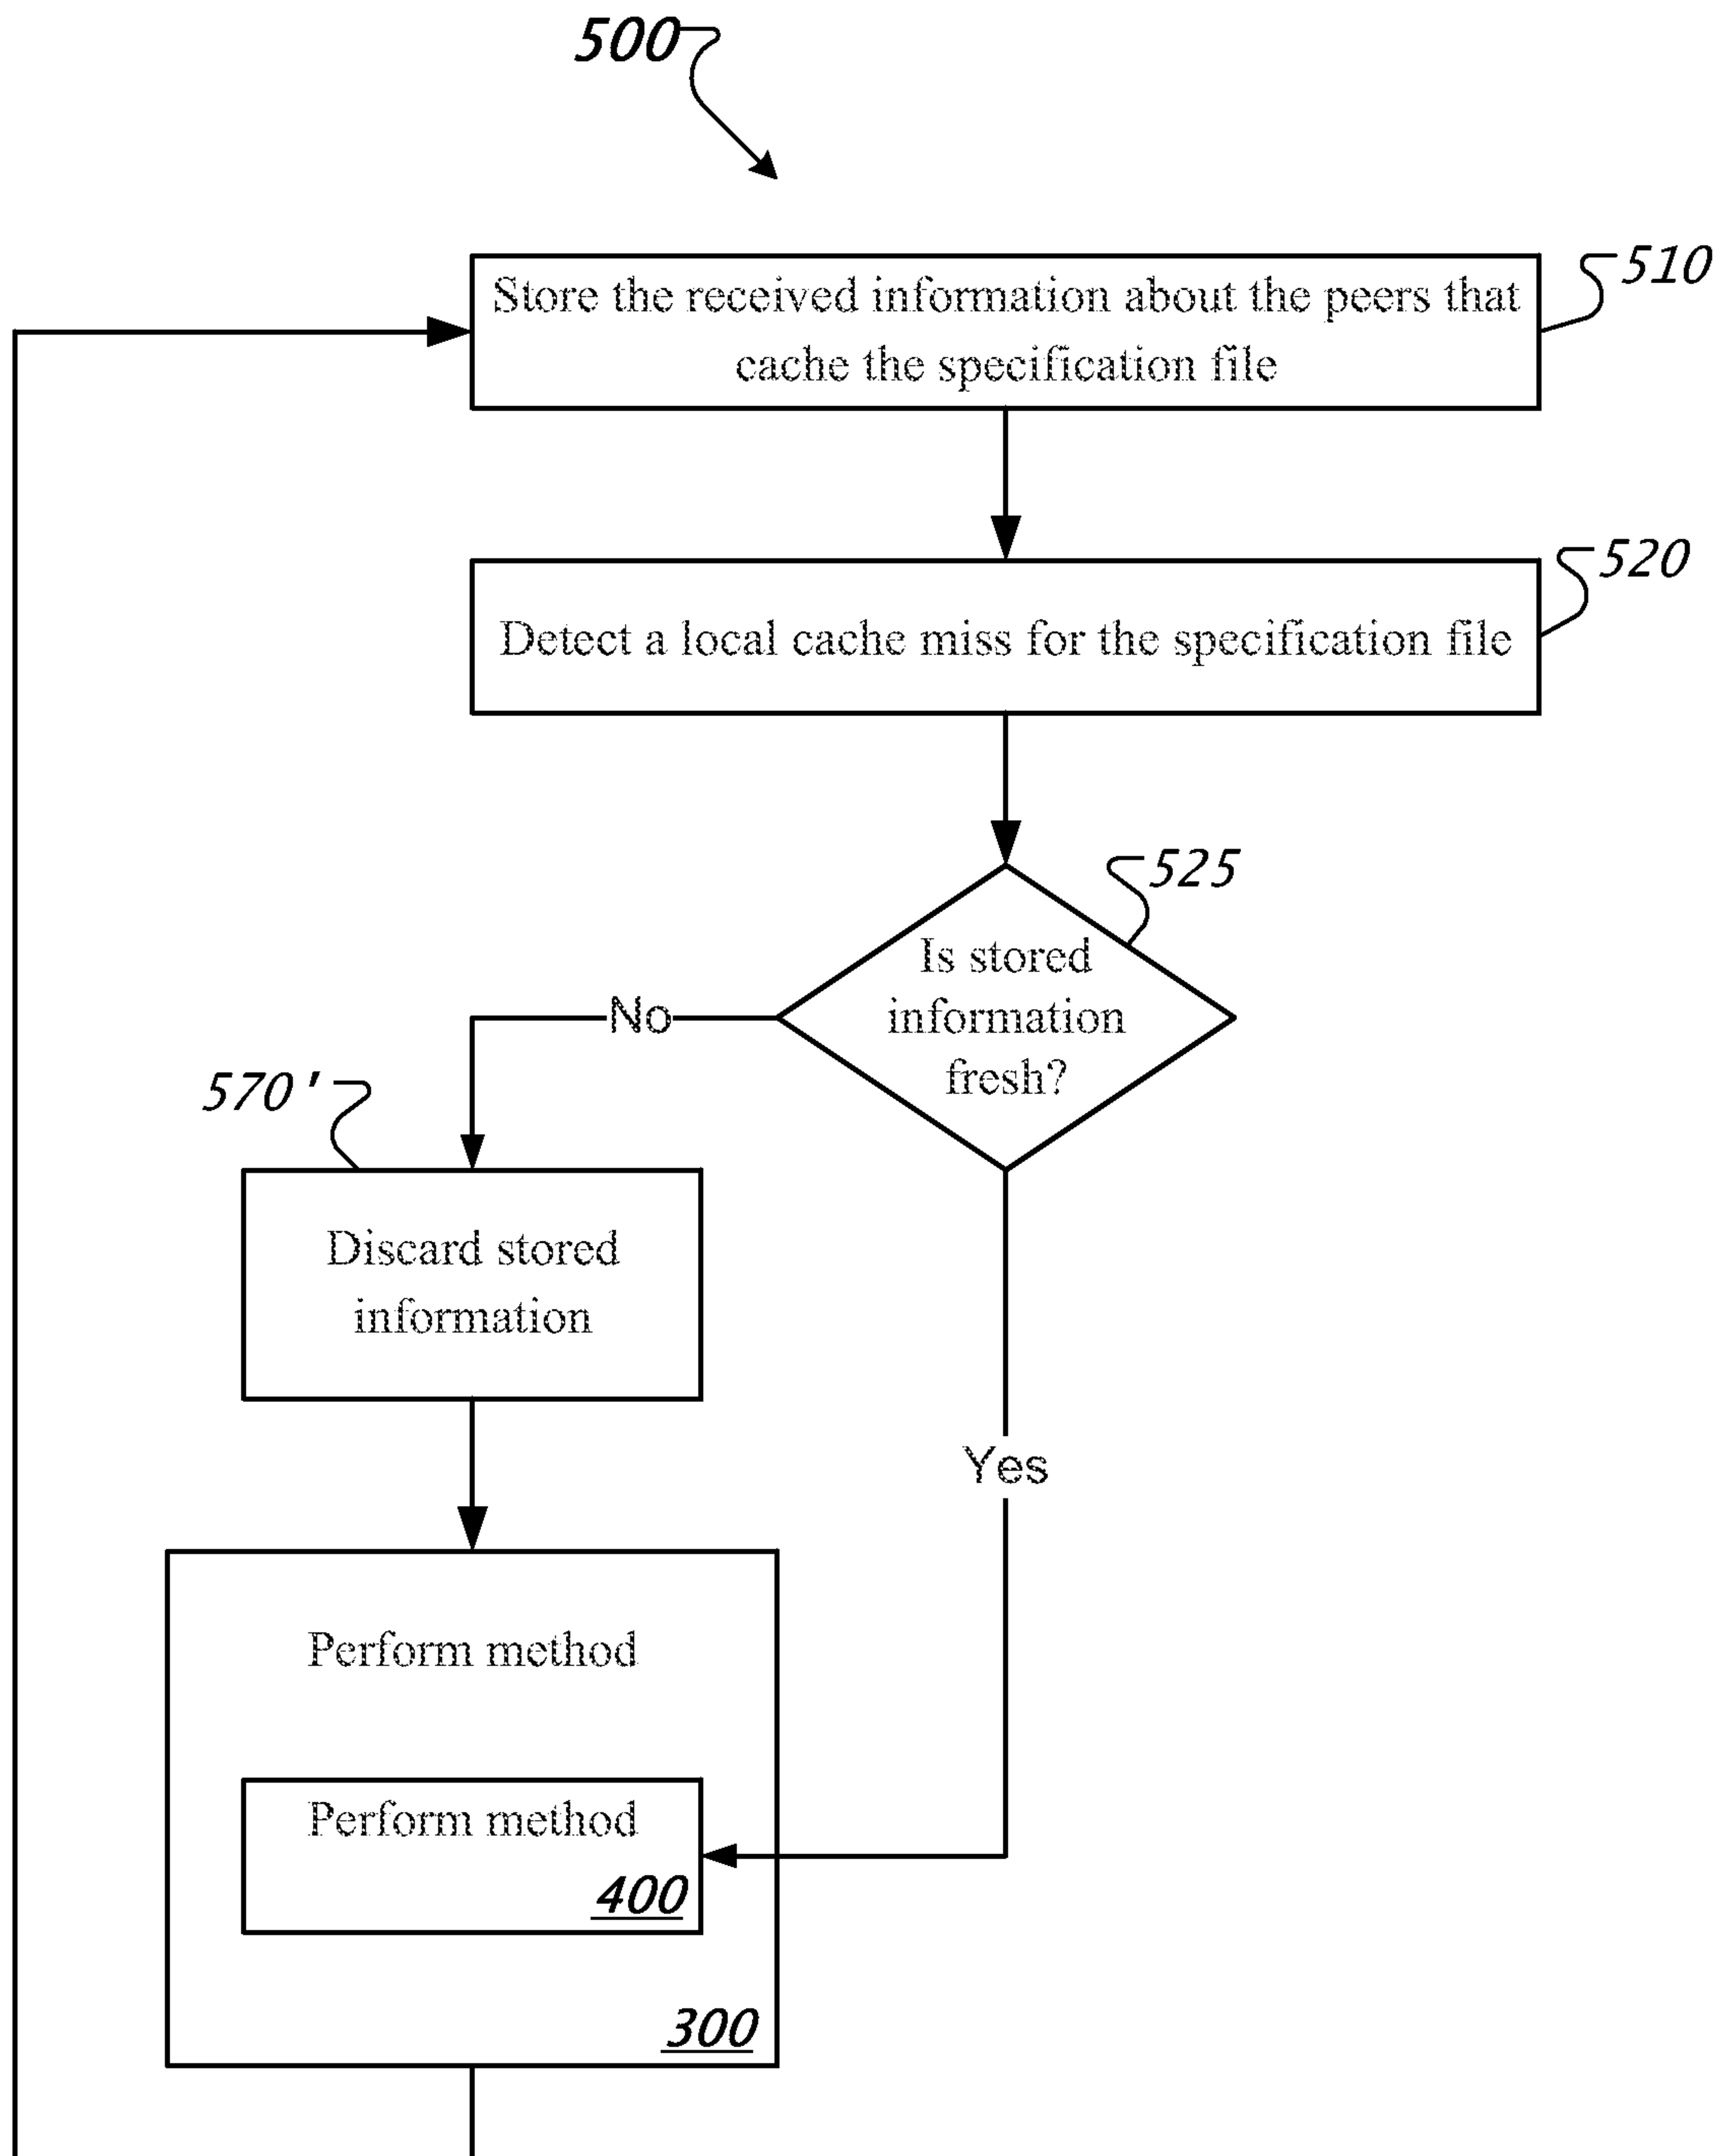 500
Store the received information about the peers that
cache the specification file
510
Detect a local cache miss for the specification file
520
Is stored
information
fresh?
525
No
570'
Discard stored
information
Yes
Perform method
Perform method
400
300